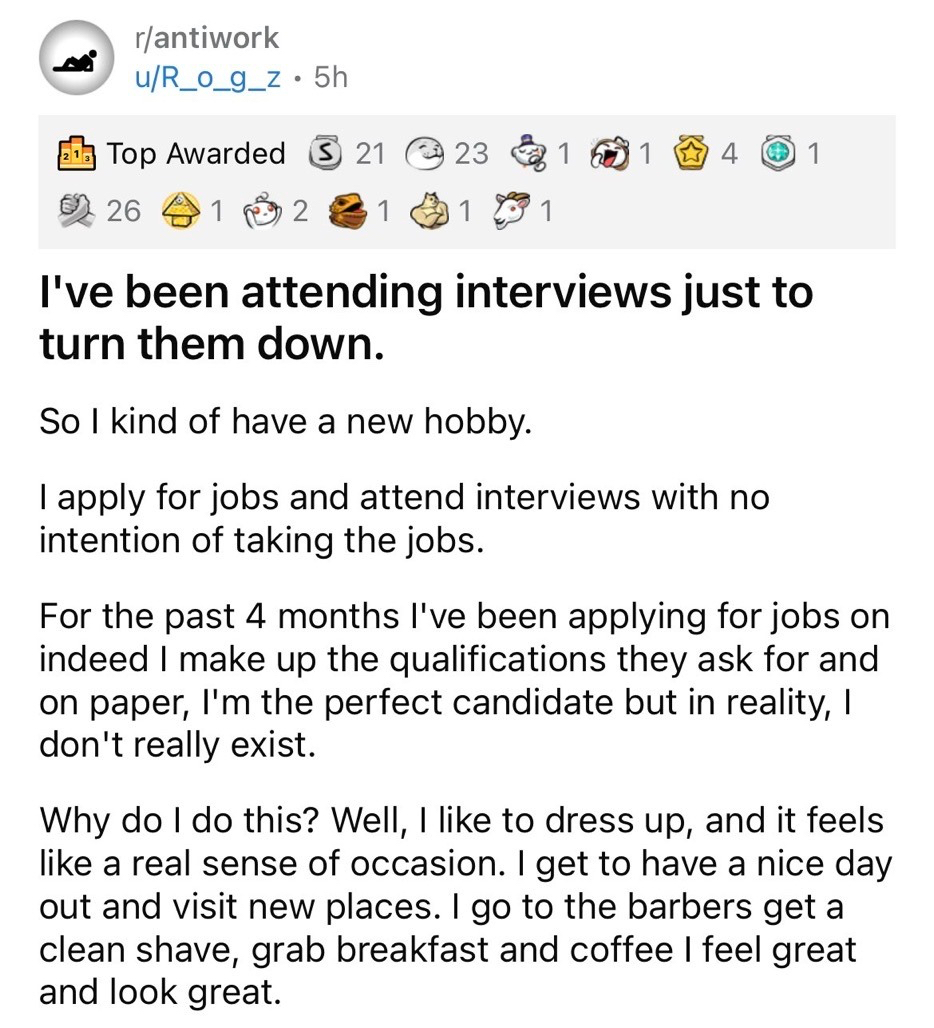 r/antiwork
u/R_o_g_z • 5h
Top Awarded S 21 23 1 1 4 1
26 1 2 1 1 1
I've been attending interviews just to
turn them down.
So I kind of have a new hobby.
I apply for jobs and attend interviews with no
intention of taking the jobs.
For the past 4 months I've been applying for jobs on
indeed I make up the qualifications they ask for and
on paper, I'm the perfect candidate but in reality, I
don't really exist.
Why do I do this? Well, I like to dress up, and it feels
like a real sense of occasion. I get to have a nice day
out and visit new places. I go to the barbers get a
clean shave, grab breakfast and coffee I feel great
and look great.